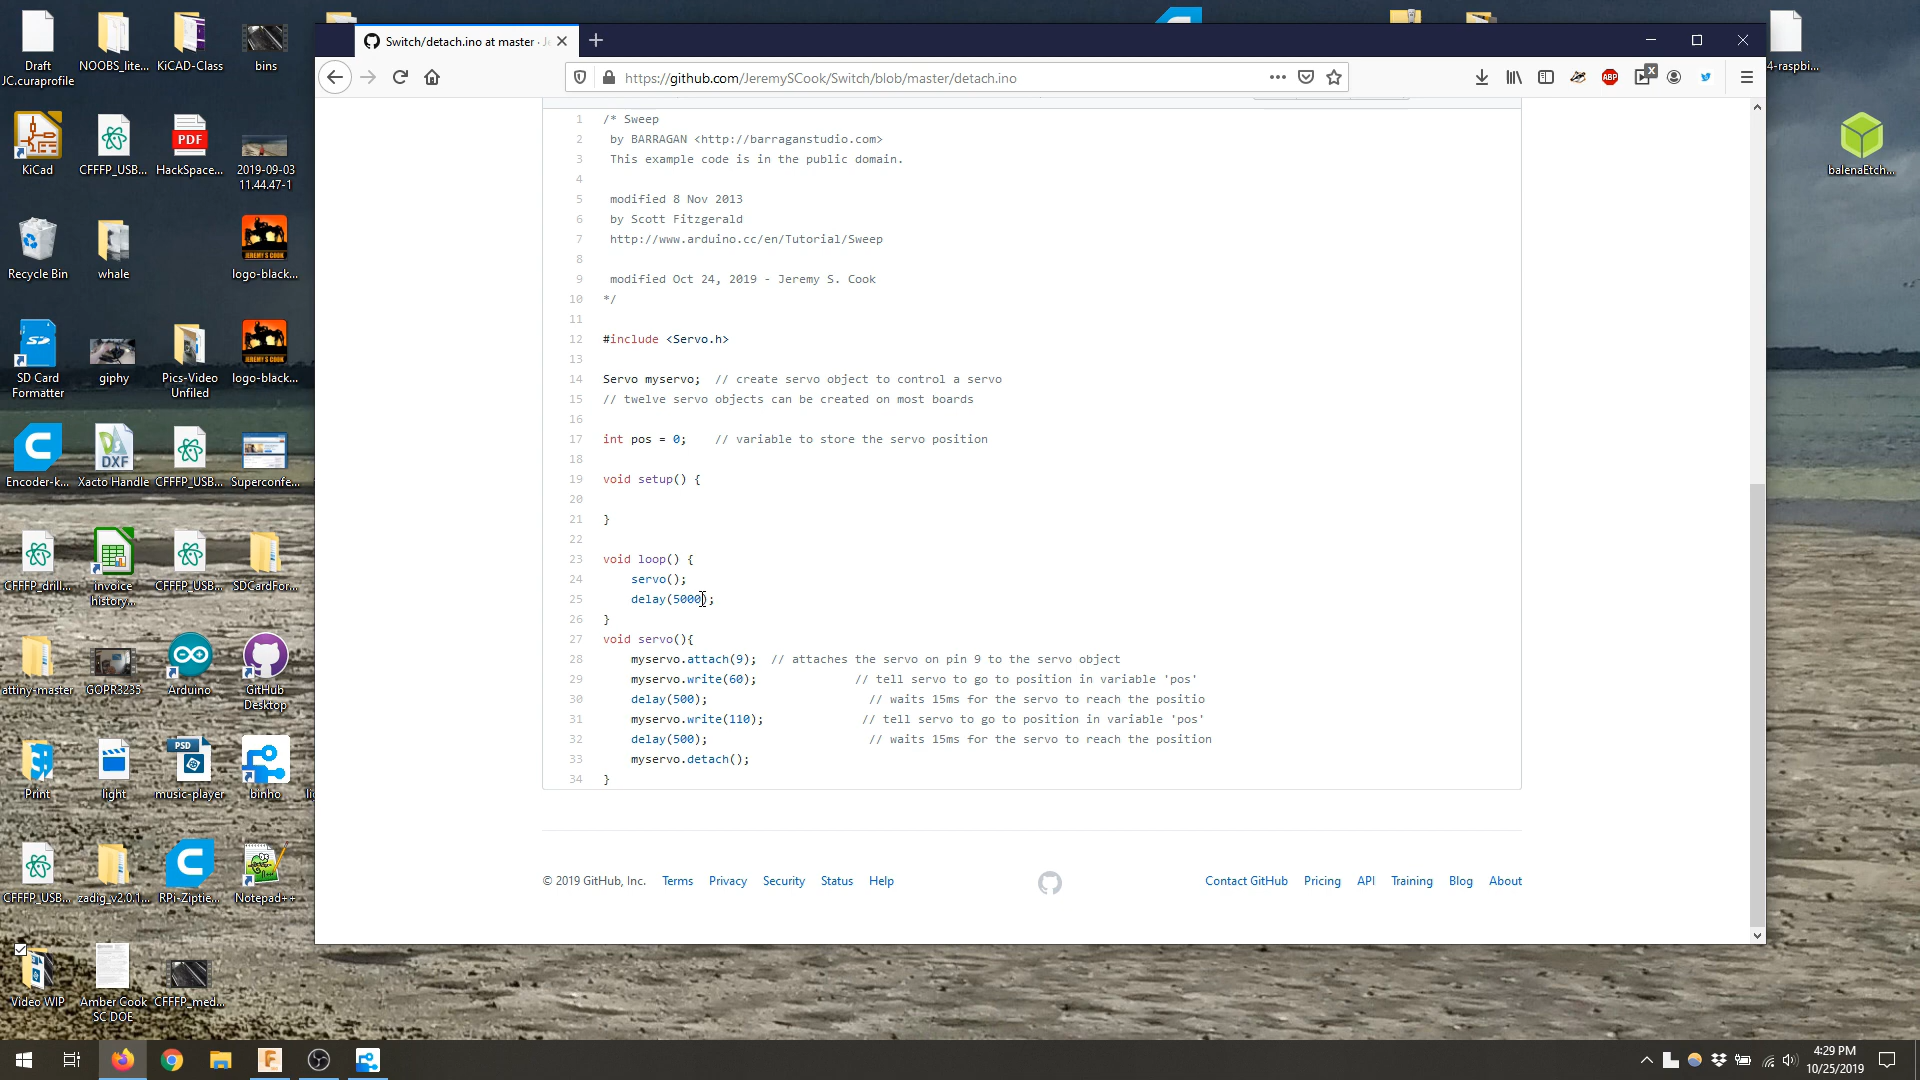 Draft
JC.curaprofile
NOOBS_lite...
KiCAD-Class
bins
KiCad
CFFFP_USB...
PDF
HackSpace...
2019-09-03
11.44.47-1
Recycle Bin
whale
logo-black...
SD Card
Formatter
giphy
Pics-Video
Unfiled
JEREMY S COOK
logo-black...
Encoder-k...
DXF
Xacto Handle
CFFFP_USB...
Superconfe...
CFFFP_drill...
invoice
history...
CFFFP_USB...
SDCardFor...
attiny-master
GOPR3235
Arduino
GitHub
Desktop
Print
light
PSD
music-player
binho
CFFFP_USB...
zadig_v2.0.1...
RPi-Ziptie...
Notepad++
Video WIP
Amber Cook
SC DOE
CFFFP_med...
4-raspbi...
balenaEtch...
Switch/detach.ino at master ·
https://github.com/JeremySCook/Switch/blob/master/detach.ino
ABP
1 /* Sweep
2 by BARRAGAN <http://barraganstudio.com>
3 This example code is in the public domain.
4
5 modified 8 Nov 2013
6 by Scott Fitzgerald
7 http://www.arduino.cc/en/Tutorial/Sweep
8
9 modified Oct 24, 2019 - Jeremy S. Cook
10 */
11
12 #include <Servo.h>
13
14 Servo myservo;  // create servo object to control a servo
15 // twelve servo objects can be created on most boards
16
17 int pos = 0;    // variable to store the servo position
18
19 void setup() {
20
21 }
22
23 void loop() {
24 servo();
25 delay(5000);
26 }
27 void servo(){
28 myservo.attach(9);  // attaches the servo on pin 9 to the servo object
29 myservo.write(60);              // tell servo to go to position in variable 'pos'
30 delay(500);                       // waits 15ms for the servo to reach the positio
31 myservo.write(110);              // tell servo to go to position in variable 'pos'
32 delay(500);                       // waits 15ms for the servo to reach the position
33 myservo.detach();
34 }
© 2019 GitHub, Inc. Terms Privacy Security Status Help
Contact GitHub Pricing API Training Blog About
4:29 PM
10/25/2019